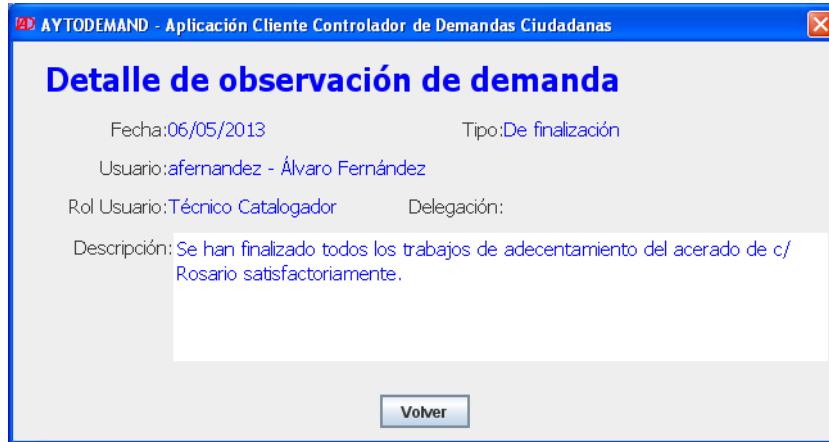 AYTODEMAND - Aplicación Cliente Controlador de Demandas Ciudadanas
Detalle de observación de demanda
Fecha:06/05/2013 Tipo:De finalización
Usuario:afernandez - Álvaro Fernández
Rol Usuario:Técnico Catalogador Delegación:
Descripción: Se han finalizado todos los trabajos de adecentamiento del acerado de c/
Rosario satisfactoriamente.
Volver